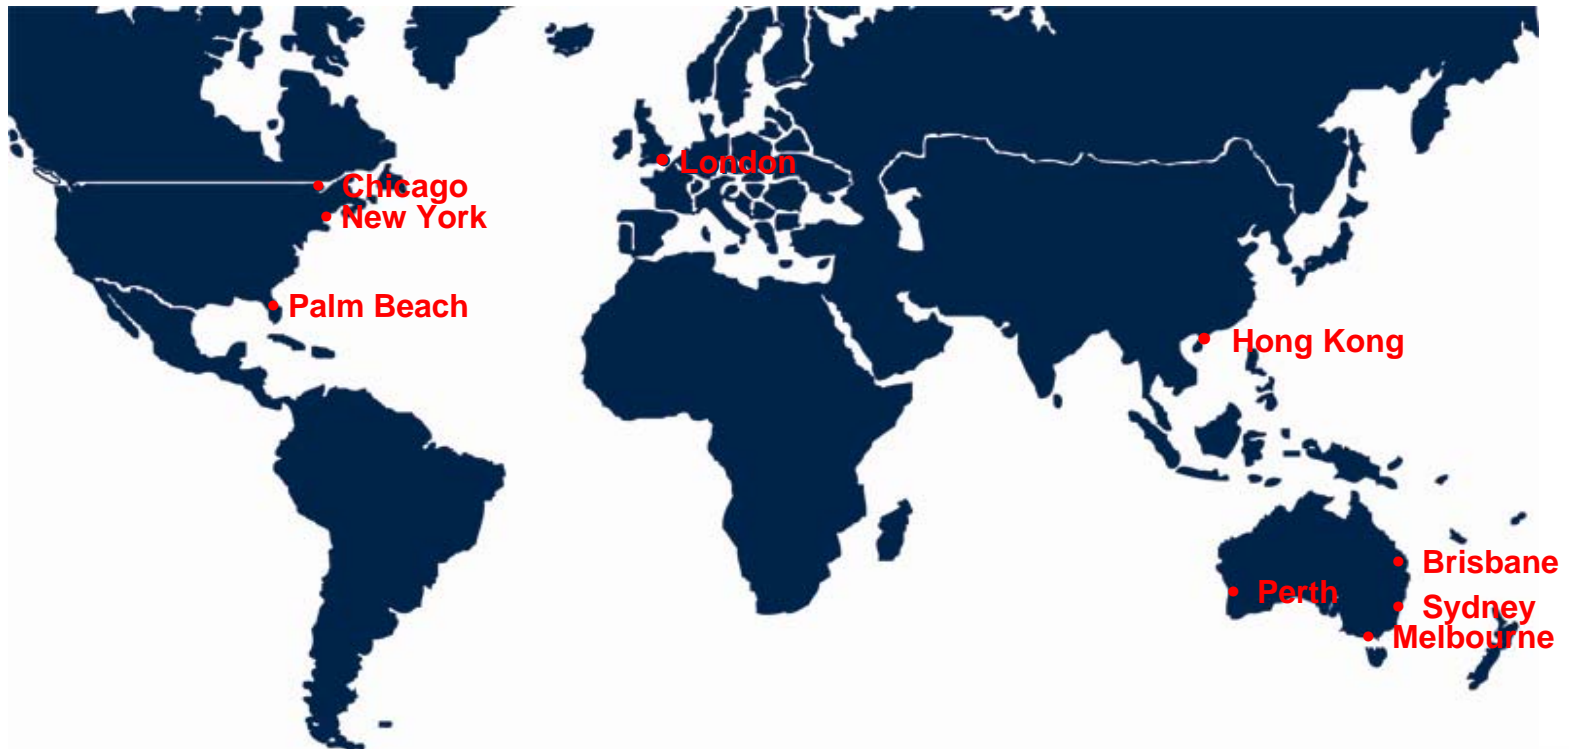 London
Chicago
New York
Palm Beach
Hong Kong
Brisbane
Perth
Sydney
Melbourne